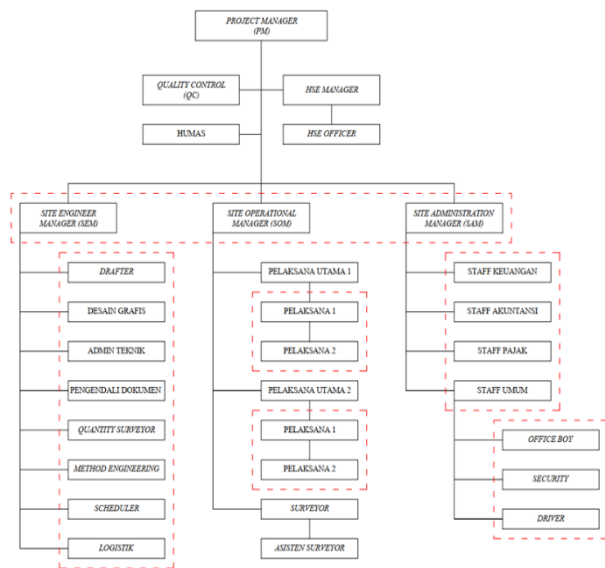 PROJECT MANAGER
(PM)
QUALITY CONTROL
(QC)
HSE MANAGER
HUMAS
HSE OFFICER
SITE ENGINEER
MANAGER (SEM)
SITE OPERATIONAL
MANAGER (SOM)
SITE ADMINISTRATION
MANAGER (SAM)
DRAFTER
DESAIN GRAFIS
ADMIN TEKNIK
PENGENDALI DOKUMEN
QUANTITY SURVEYOR
METHOD ENGINEERING
SCHEDULER
LOGISTIK
PELAKSANA UTAMA 1
PELAKSANA 1
PELAKSANA 2
PELAKSANA UTAMA 2
PELAKSANA 1
PELAKSANA 2
SURVEYOR
ASISTEN SURVEYOR
STAFF KEUANGAN
STAFF AKUNTANSI
STAFF PAJAK
STAFF UMUM
OFFICE BOY
SECURITY
DRIVER